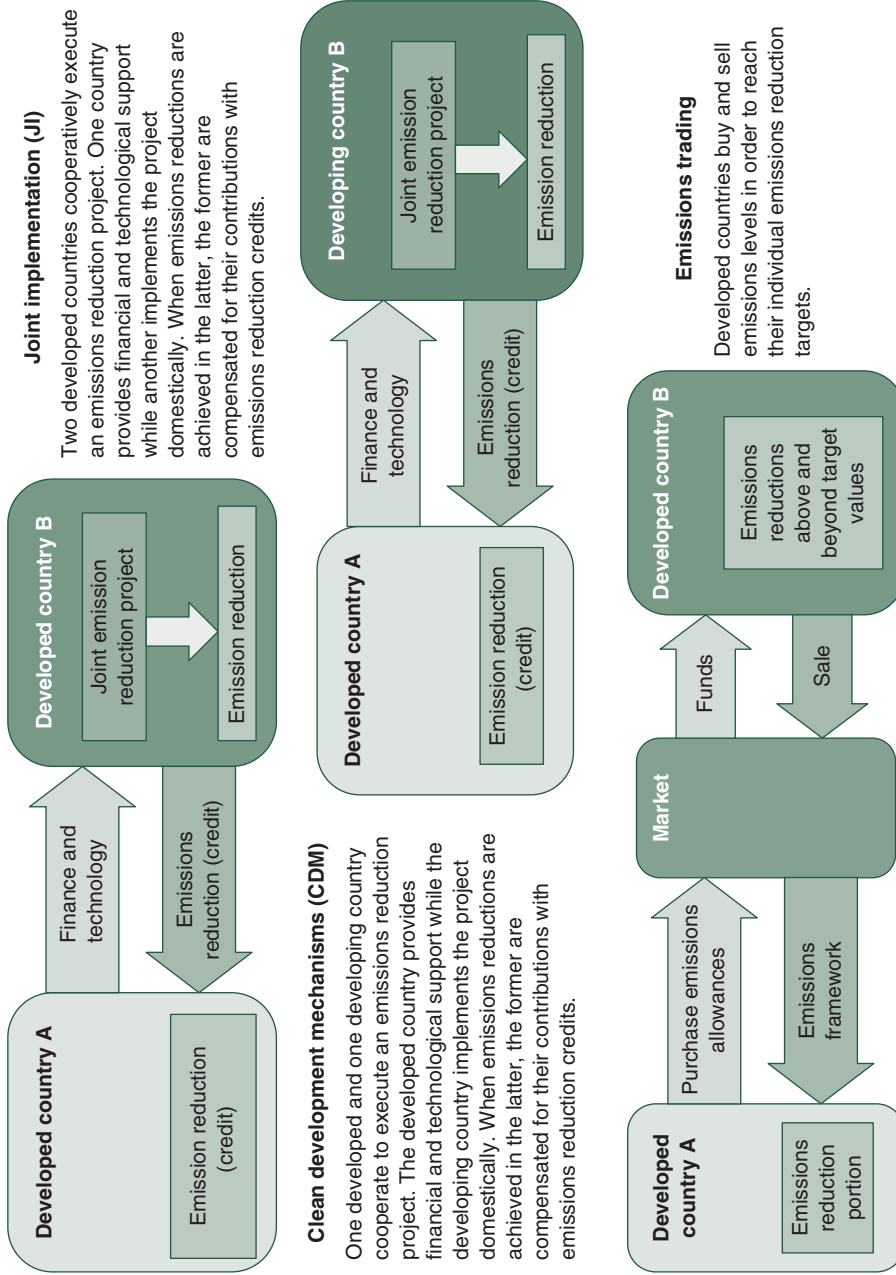 Developed country A
Emission reduction
(credit)
Finance and
technology
Emissions
reduction (credit)
Developed country B
Joint emission
reduction project
Emission reduction
Joint implementation (JI)
Two developed countries cooperatively execute
an emissions reduction project. One country
provides financial and technological support
while another implements the project
domestically. When emissions reductions are
achieved in the latter, the former are
compensated for their contributions with
emissions reduction credits.
Clean development mechanisms (CDM)
One developed and one developing country
cooperate to execute an emissions reduction
project. The developed country provides
financial and technological support while the
developing country implements the project
domestically. When emissions reductions are
achieved in the latter, the former are
compensated for their contributions with
emissions reduction credits.
Developed country A
Emission reduction
(credit)
Finance and
technology
Emissions
reduction (credit)
Developing country B
Joint emission
reduction project
Emission reduction
Developed
country A
Emissions
reduction
portion
Purchase emissions
allowances
Emissions
framework
Market
Funds
Sale
Developed country B
Emissions
reductions
above and
beyond target
values
Emissions trading
Developed countries buy and sell
emissions levels in order to reach
their individual emissions reduction
targets.